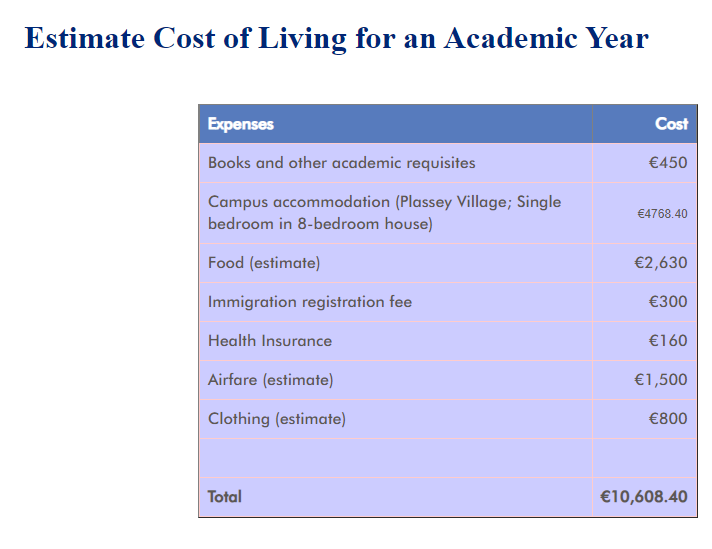 Estimate Cost of Living for an Academic Year
Expenses Cost
Books and other academic requisites €450
Campus accommodation (Plassey Village; Single
bedroom in 8-bedroom house) €4768.40
Food (estimate) €2,630
Immigration registration fee €300
Health Insurance €160
Airfare (estimate) €1,500
Clothing (estimate) €800
Total €10,608.40